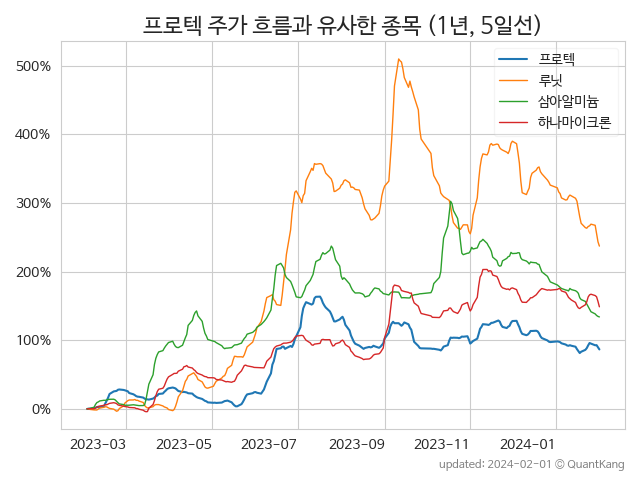 프로텍 주가 흐름과 유사한 종목 (1년, 5일선)
프로텍
루닛
삼아알미늄
하나마이크론
500%
400%
300%
200%
100%
0%
2023-03 2023-05 2023-07 2023-09 2023-11 2024-01
updated: 2024-02-01 © QuantKang